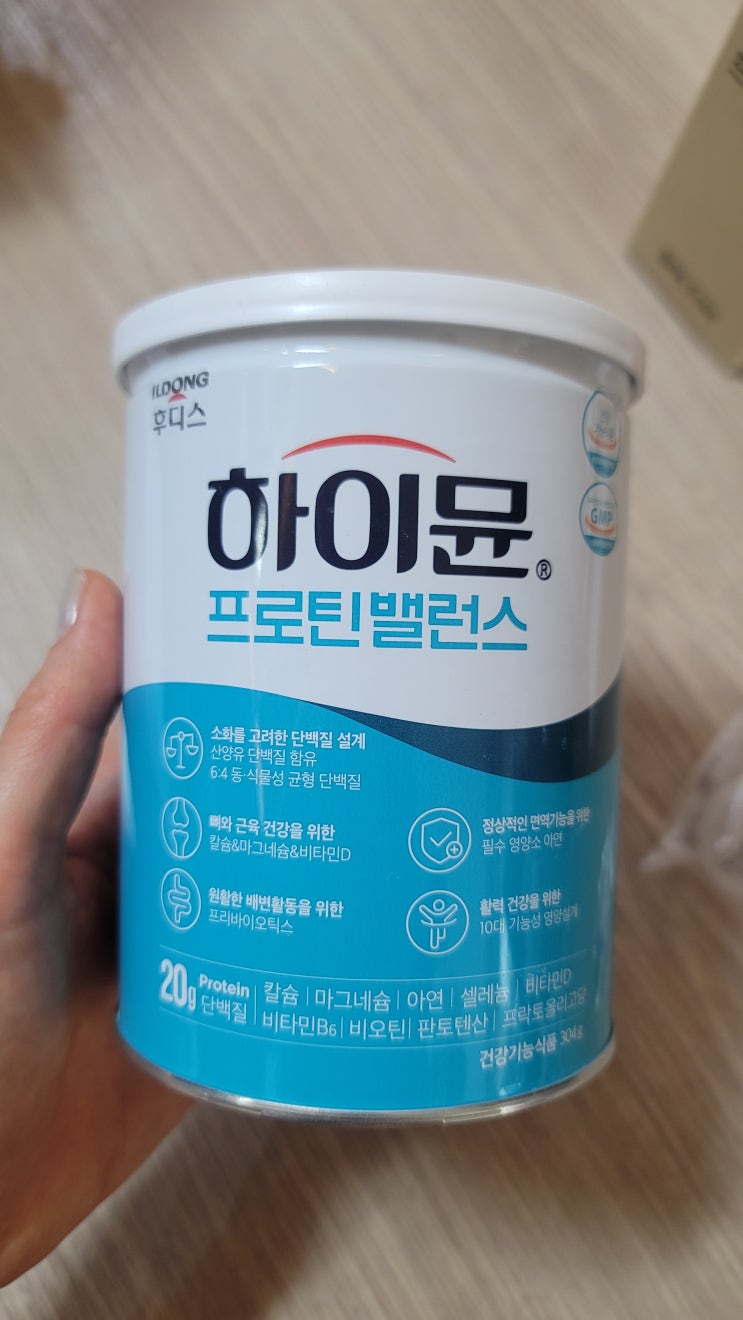 ILDONG
후디스
하이뮨®
프로틴밸런스
GMP
소화를 고려한 단백질 설계
산양유 단백질 함유
6:4 동·식물성 균형 단백질
뼈와 근육 건강을 위한
칼슘&마그네슘&비타민D
정상적인 면역기능을 위한
필수 영양소 아연
원활한 배변활동을 위한
프리바이오틱스
활력 건강을 위한
10대 기능성 영양설계
20g Protein 단백질
칼슘 | 마그네슘 | 아연 | 셀레늄 | 비타민D
비타민B6 | 비오틴 | 판토텐산 | 프락토올리고당
건강기능식품 304g